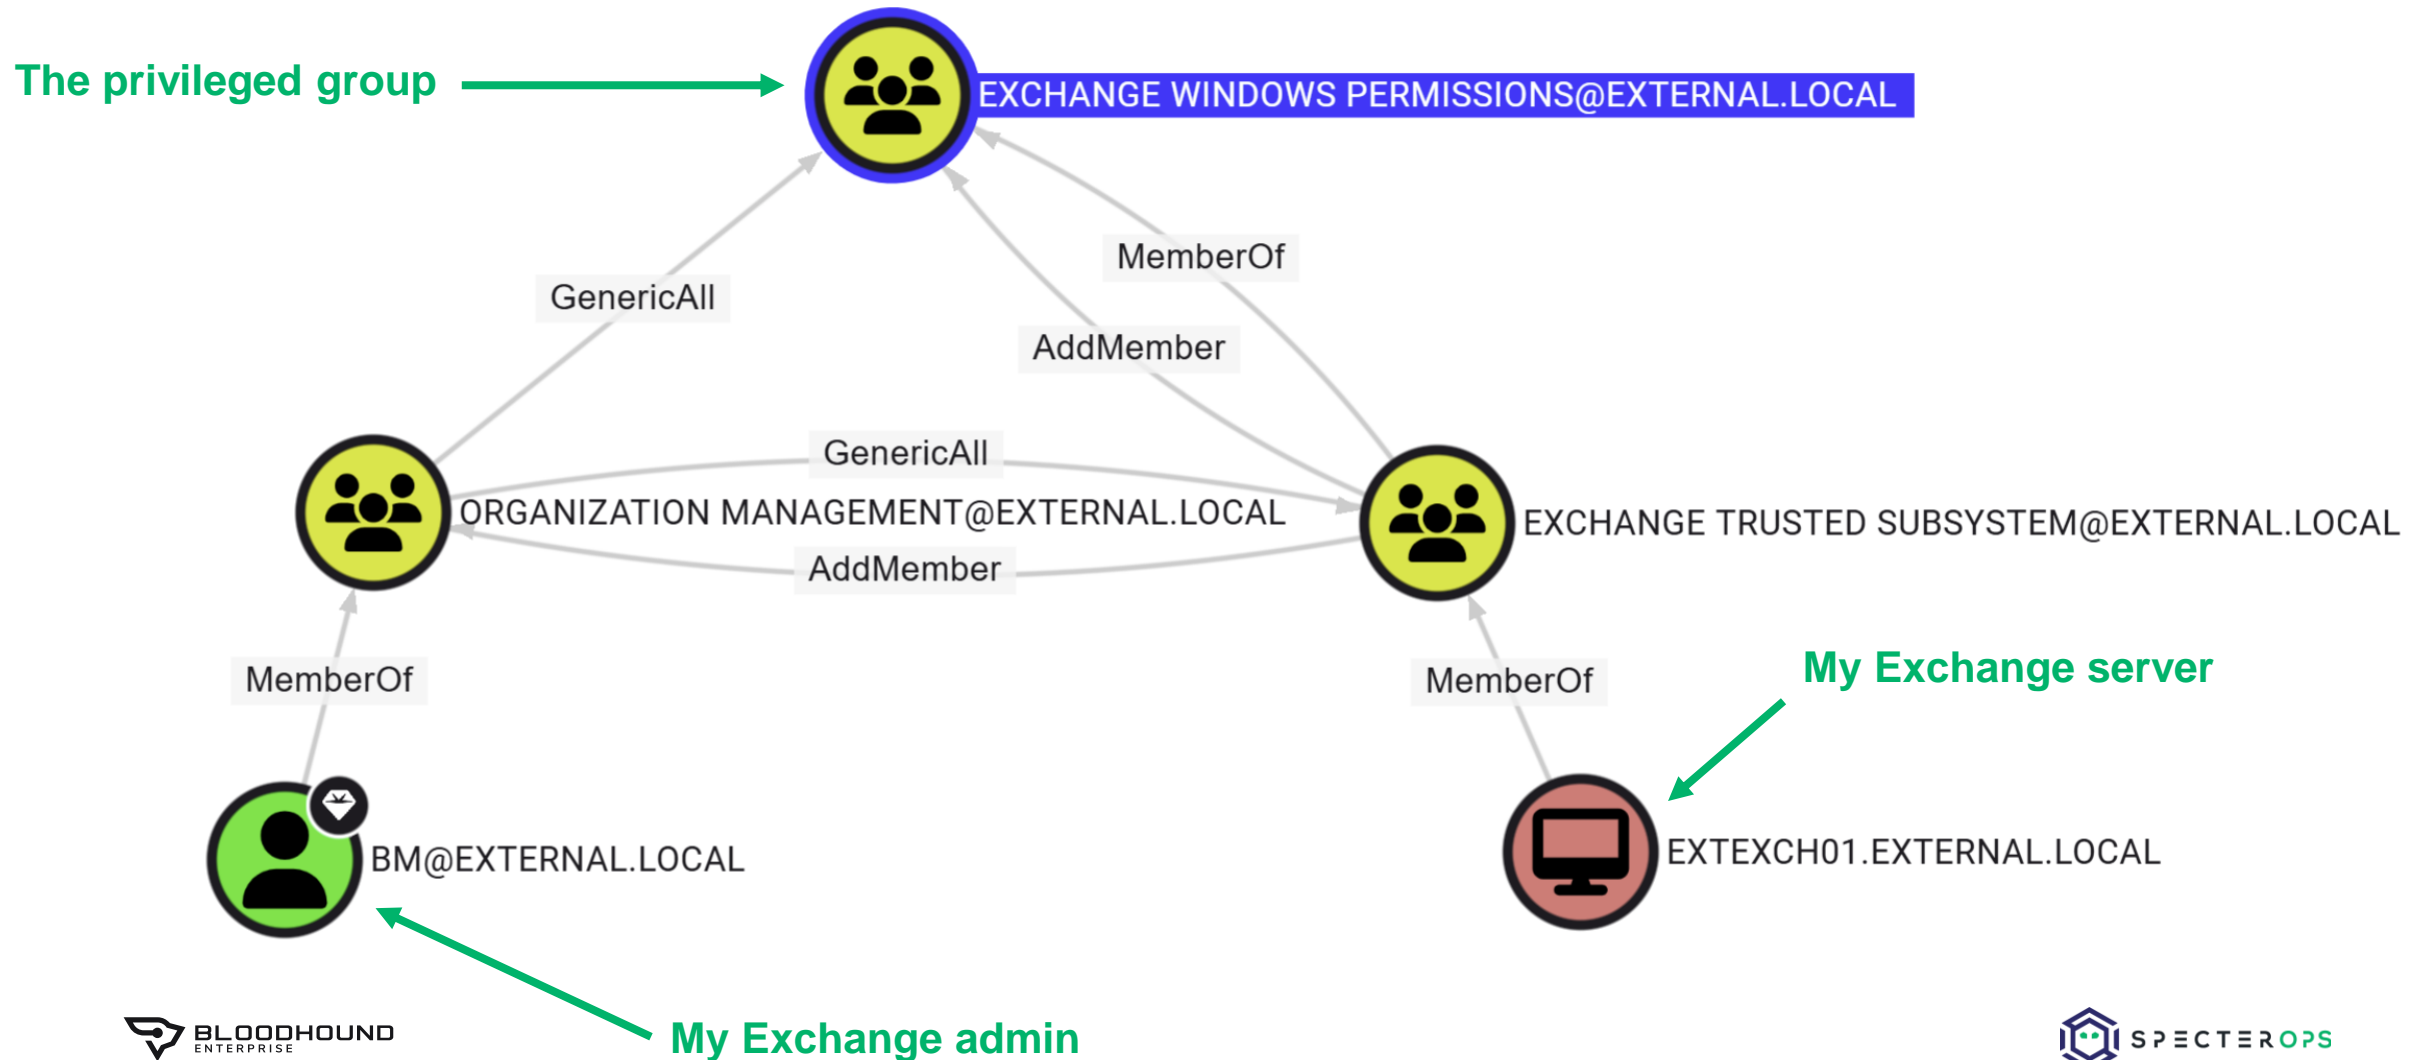 The privileged group
EXCHANGE WINDOWS PERMISSIONS@EXTERNAL.LOCAL
MemberOf
GenericAll
AddMember
GenericAll
ORGANIZATION MANAGEMENT@EXTERNAL.LOCAL
EXCHANGE TRUSTED SUBSYSTEM@EXTERNAL.LOCAL
AddMember
MemberOf
MemberOf
My Exchange server
BM@EXTERNAL.LOCAL
EXTEXCH01.EXTERNAL.LOCAL
My Exchange admin
BLOODHOUND
ENTERPRISE
SPECTEROPS